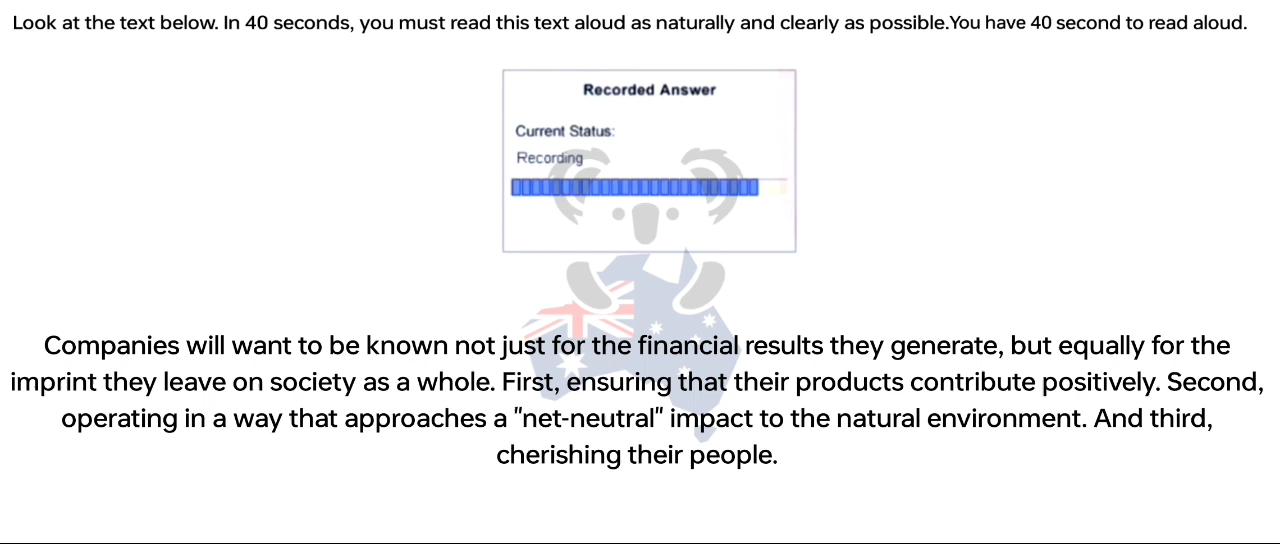 Look at the text below. In 40 seconds, you must read this text aloud as naturally and clearly as possible.You have 40 second to read aloud.
Recorded Answer
Current Status:
Recording
Companies will want to be known not just for the financial results they generate, but equally for the
imprint they leave on society as a whole. First, ensuring that their products contribute positively. Second,
operating in a way that approaches a "net-neutral" impact to the natural environment. And third,
cherishing their people.